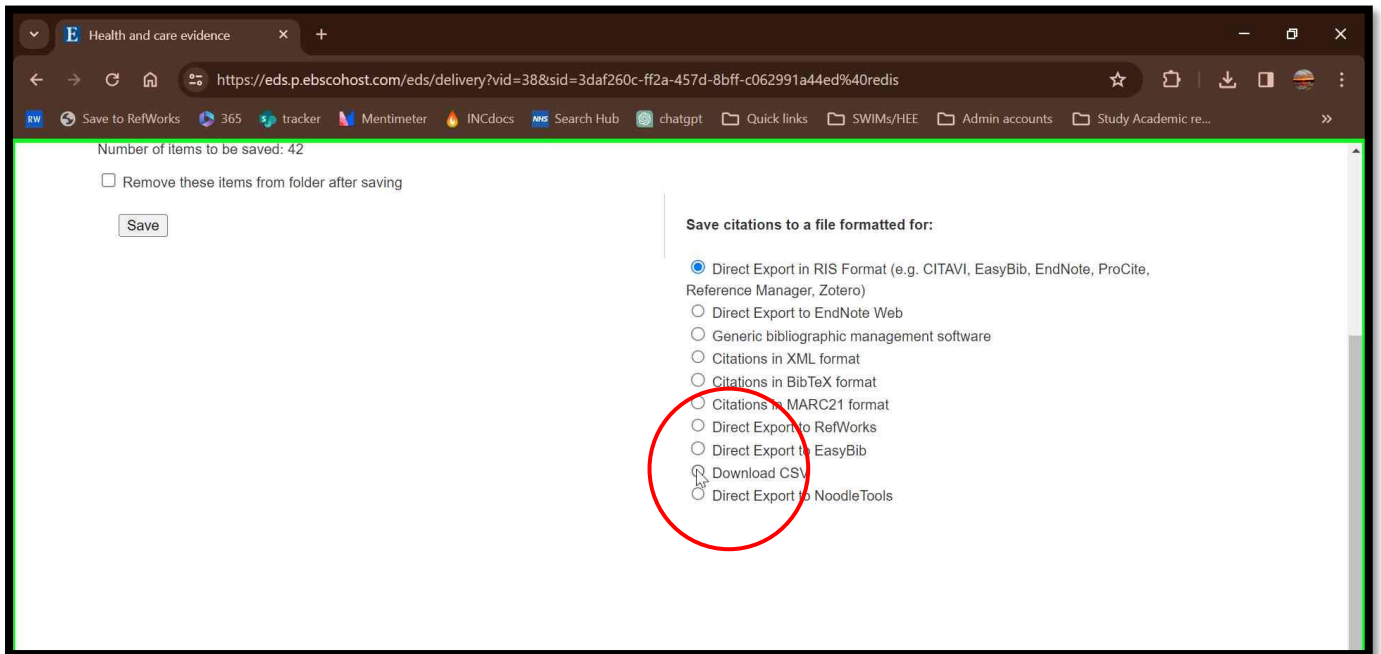 E Health and care evidence
https://eds.p.ebscohost.com/eds/delivery?vid=38&sid=3daf260c-ff2a-457d-8bff-c062991a44ed%40redis
RW Save to RefWorks 365 tracker Mentimeter INCdocs NHS Search Hub chatgpt Quick links SWIMs/HEE Admin accounts Study Academic re... »
Number of items to be saved: 42
Remove these items from folder after saving
Save
Save citations to a file formatted for:
Direct Export in RIS Format (e.g. CITAVI, EasyBib, EndNote, ProCite,
Reference Manager, Zotero)
Direct Export to EndNote Web
Generic bibliographic management software
Citations in XML format
Citations in BibTeX format
Citations in MARC21 format
Direct Export to RefWorks
Direct Export to EasyBib
Download CSV
Direct Export to NoodleTools